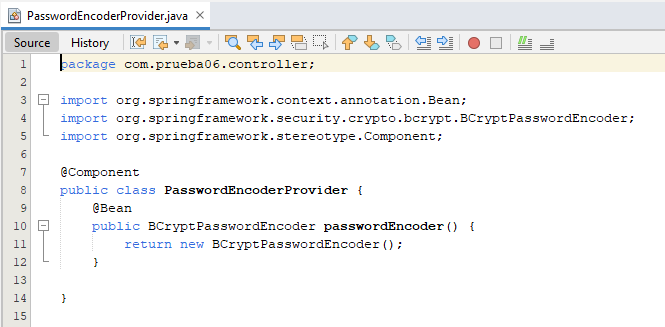 PasswordEncoderProvider.java ×
Source History
1 package com.prueba06.controller;
2
3 import org.springframework.context.annotation.Bean;
4 import org.springframework.security.crypto.bcrypt.BCryptPasswordEncoder;
5 import org.springframework.stereotype.Component;
6
7 @Component
8 public class PasswordEncoderProvider {
9     @Bean
10     public BCryptPasswordEncoder passwordEncoder() {
11         return new BCryptPasswordEncoder();
12     }
13
14 }
15